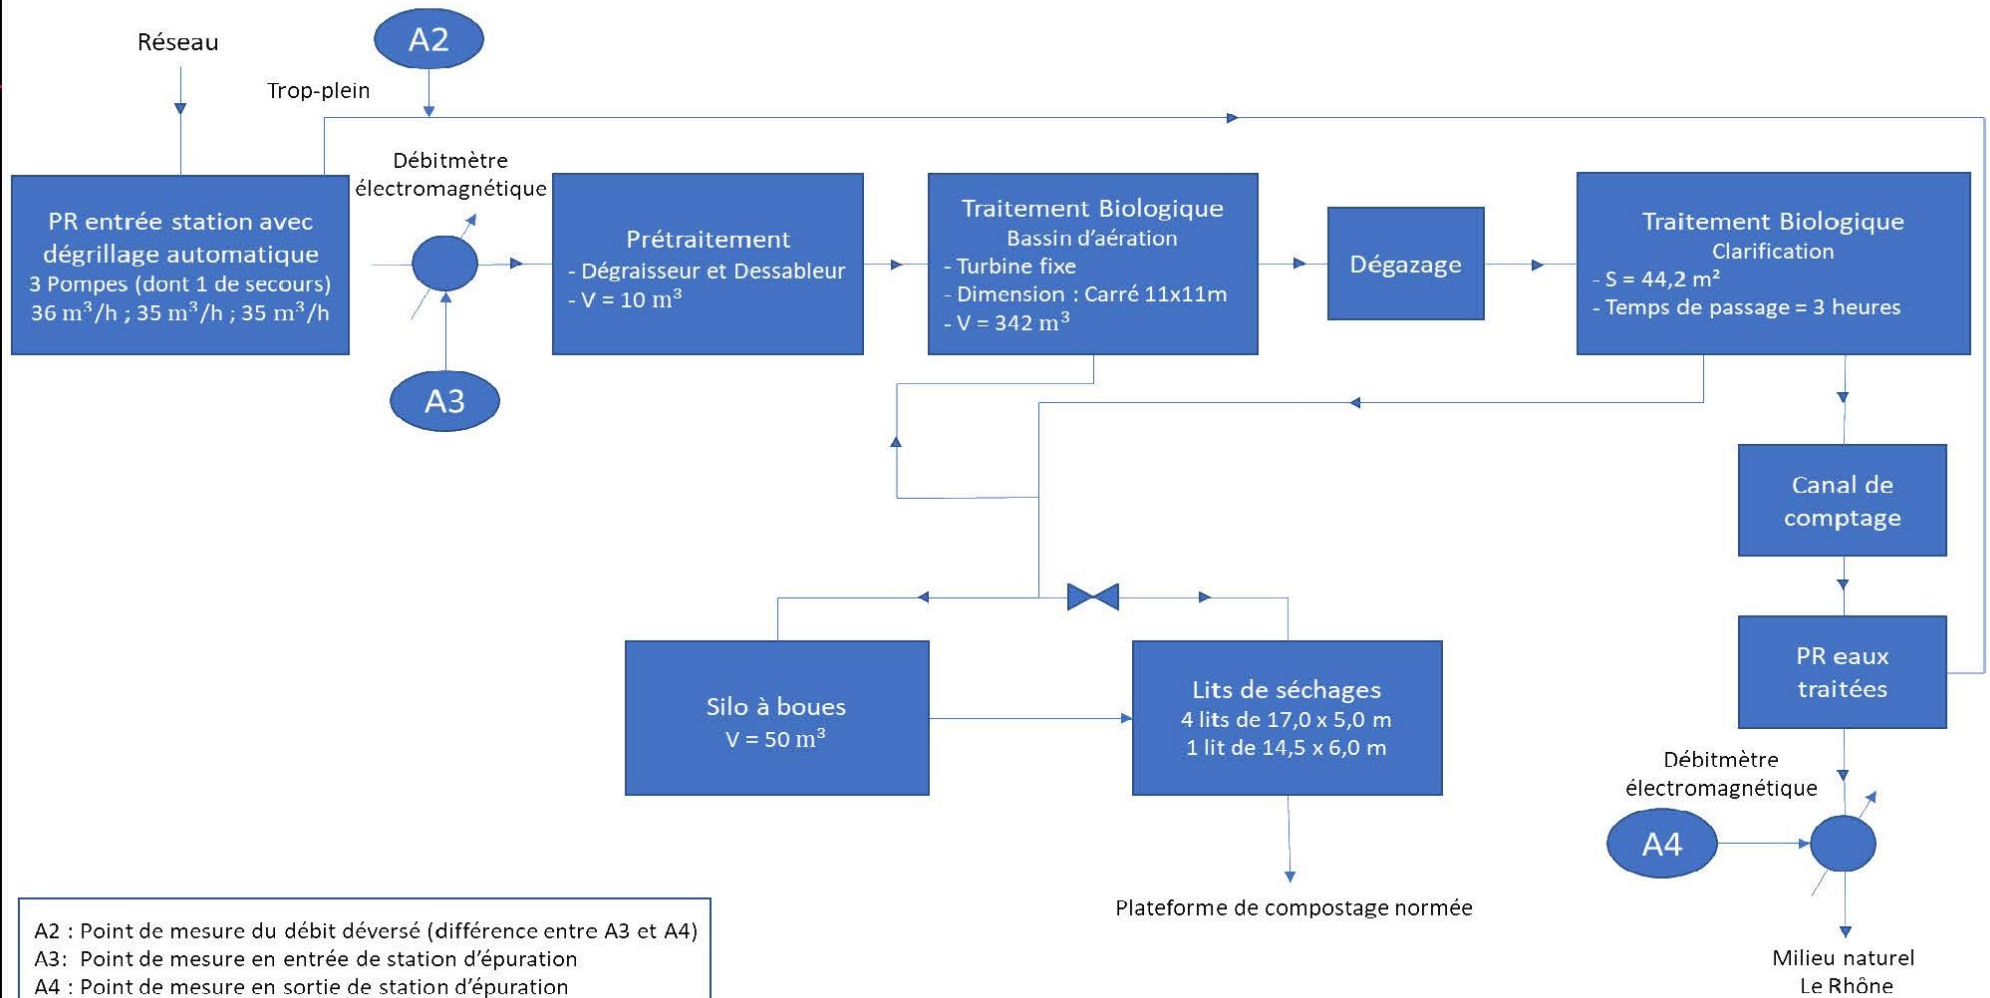 Réseau
A2
Trop-plein
Débitmètre
électromagnétique
PR entrée station avec
dégrillage automatique
3 Pompes (dont 1 de secours)
36 m³/h ; 35 m³/h ; 35 m³/h
A3
Prétraitement
- Dégraisseur et Dessableur
- V = 10 m³
Traitement Biologique
Bassin d’aération
- Turbine fixe
- Dimension : Carré 11x11m
- V = 342 m³
Dégazage
Traitement Biologique
Clarification
- S = 44,2 m²
- Temps de passage = 3 heures
Canal de
comptage
PR eaux
traitées
Silo à boues
V = 50 m³
Lits de séchages
4 lits de 17,0 x 5,0 m
1 lit de 14,5 x 6,0 m
Débitmètre
électromagnétique
A4
Plateforme de compostage normée
Milieu naturel
Le Rhône
A2 : Point de mesure du débit déversé (différence entre A3 et A4)
A3: Point de mesure en entrée de station d’épuration
A4 : Point de mesure en sortie de station d’épuration